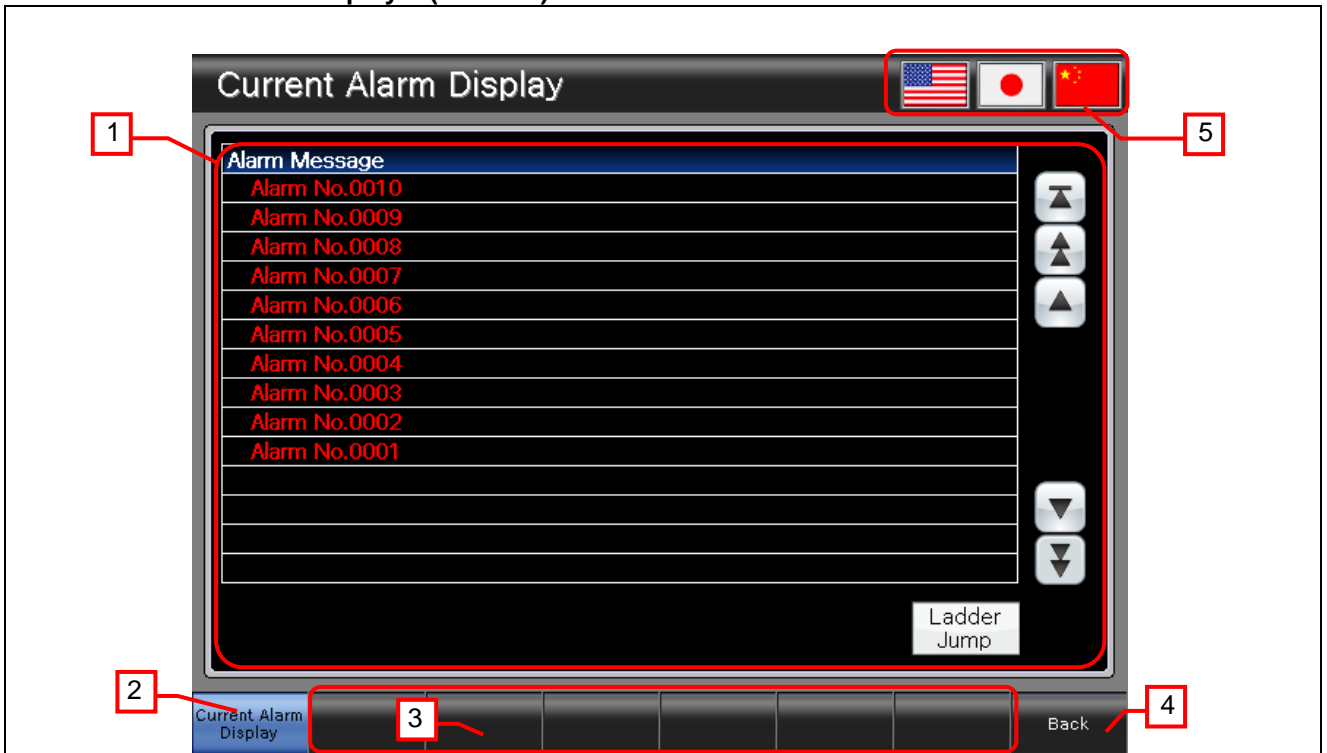 Current Alarm Display
1
5
Alarm Message
Alarm No.0010
Alarm No.0009
Alarm No.0008
Alarm No.0007
Alarm No.0006
Alarm No.0005
Alarm No.0004
Alarm No.0003
Alarm No.0002
Alarm No.0001
Ladder
Jump
2
3
4
Current Alarm
Display
Back